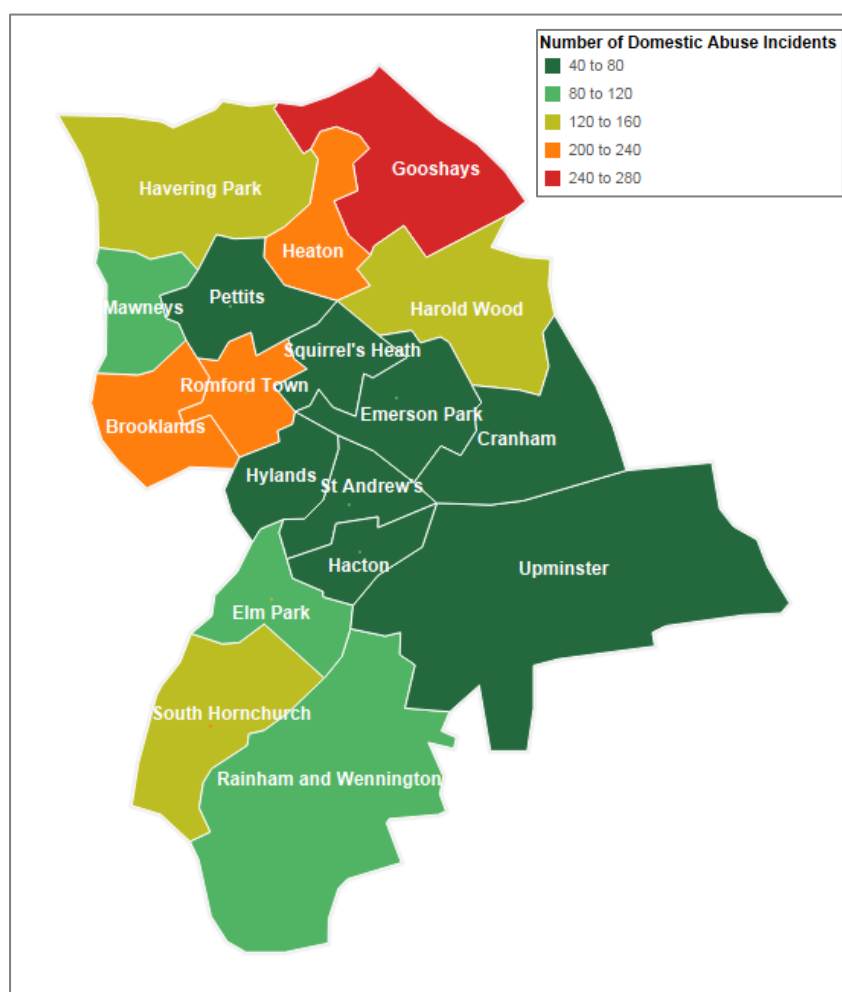 Number of Domestic Abuse Incidents
40 to 80
80 to 120
120 to 160
200 to 240
240 to 280
Gooshays
Havering Park
Heaton
Pettits
Mawneys
Harold Wood
Squirrel's Heath
Romford Town
Emerson Park
Brooklands
Cranham
Hylands
St Andrew's
Hacton
Upminster
Elm Park
South Hornchurch
Rainham and Wennington